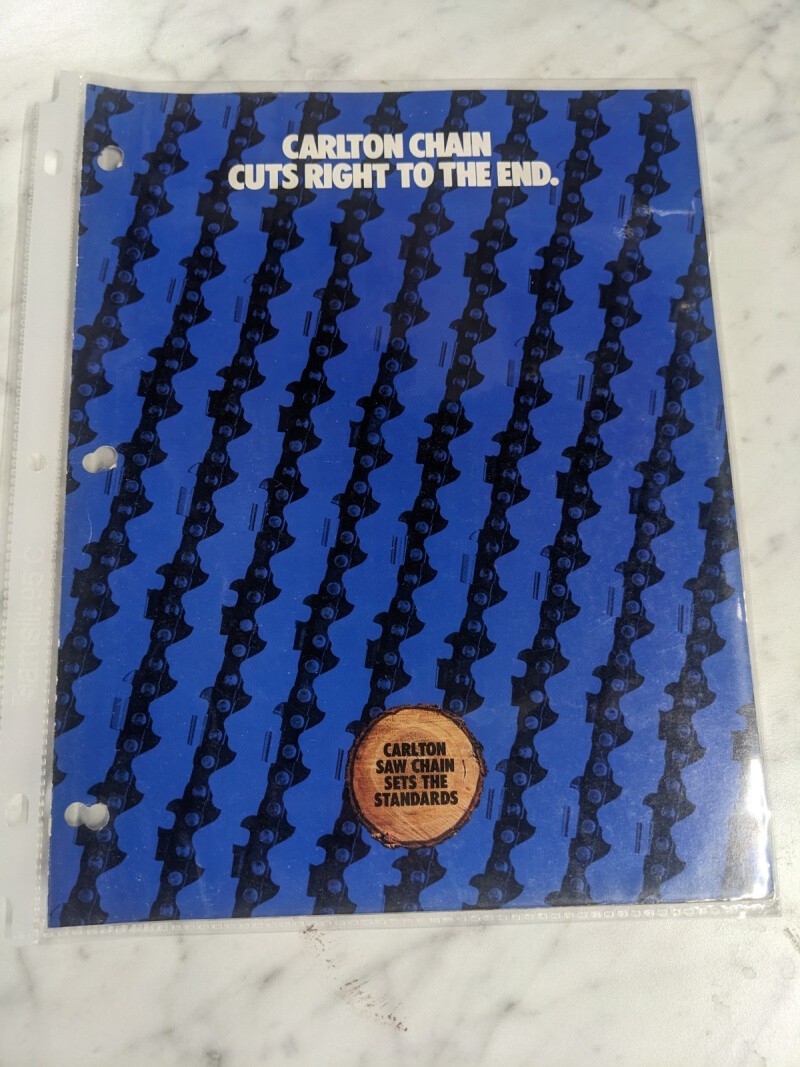 CARLTON CHAIN
CUTS RIGHT TO THE END.
CARLTON
SAW CHAIN
SETS THE
STANDARDS